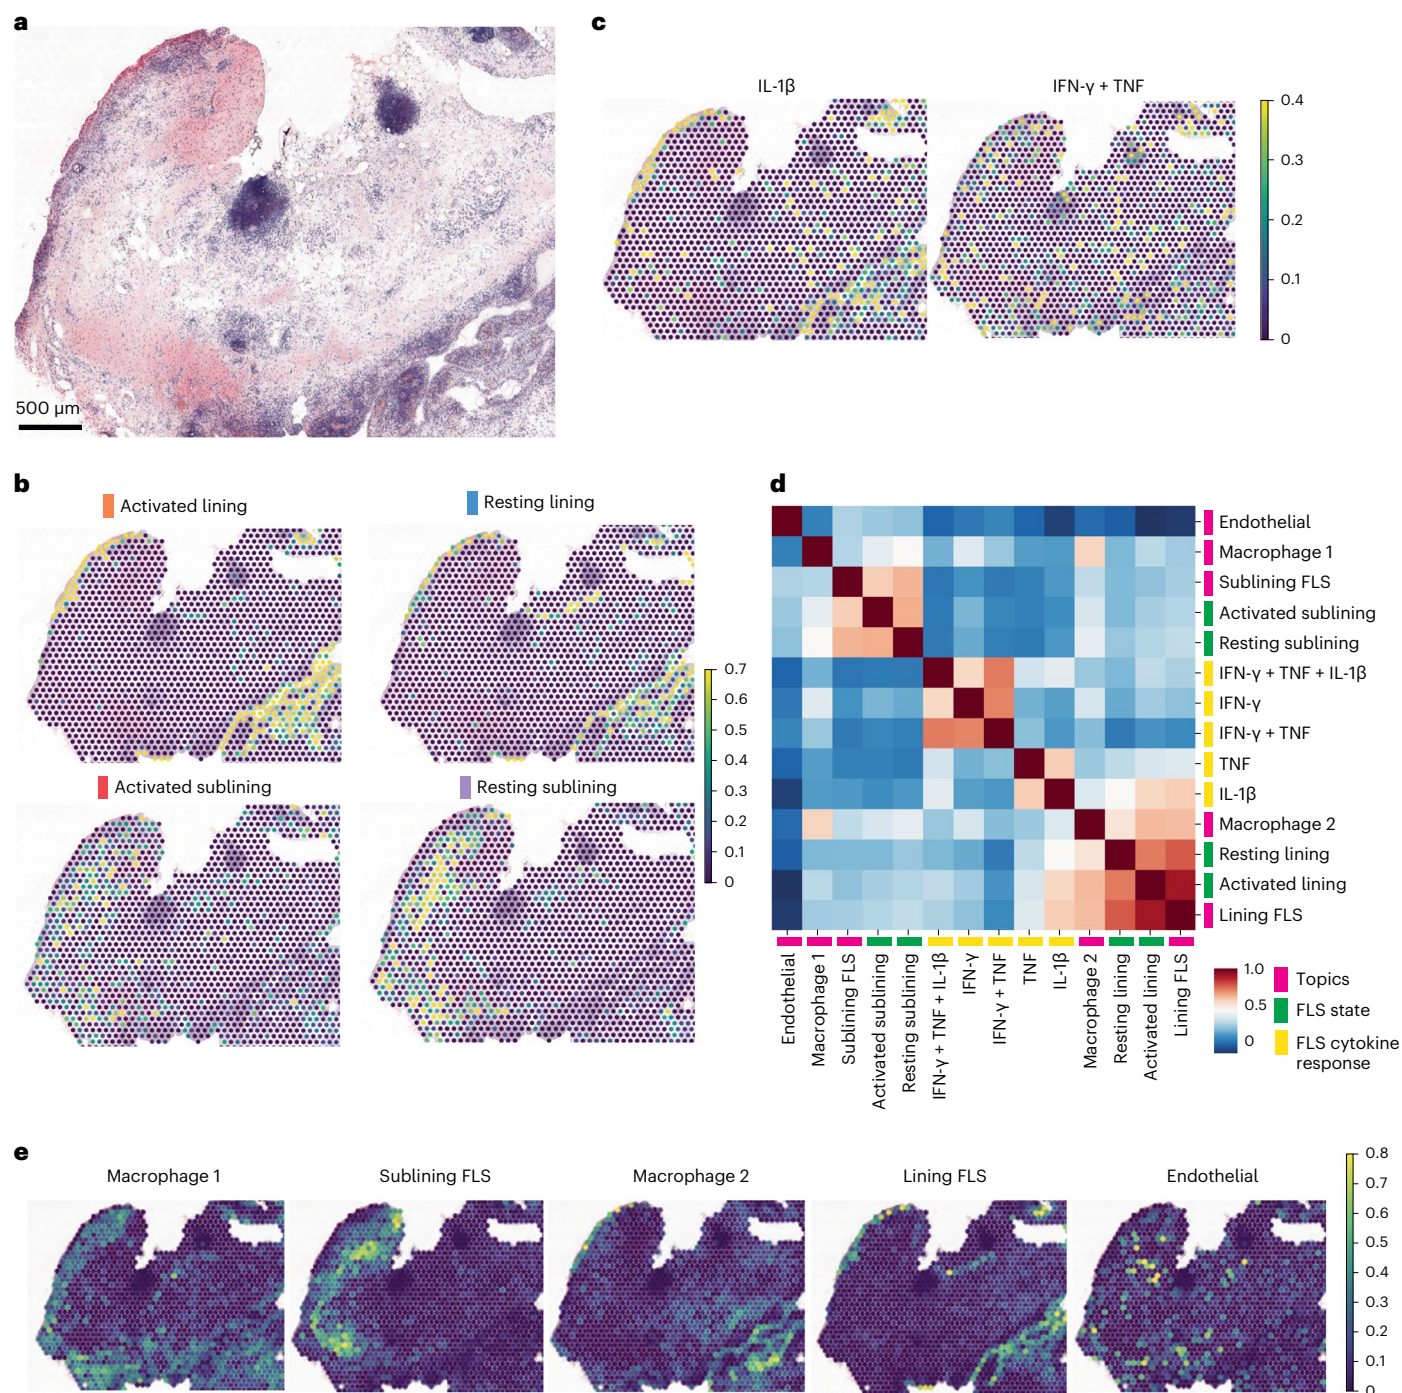 a
500 µm
b
Activated lining
Resting lining
Activated sublining
Resting sublining
0.7
0.6
0.5
0.4
0.3
0.2
0.1
0
c
IL-1β
IFN-γ + TNF
0.4
0.3
0.2
0.1
0
d
Endothelial
Macrophage 1
Sublining FLS
Activated sublining
Resting sublining
IFN-γ + TNF + IL-1β
IFN-γ
IFN-γ + TNF
TNF
IL-1β
Macrophage 2
Resting lining
Activated lining
Lining FLS
Endothelial
Macrophage 1
Sublining FLS
Activated sublining
Resting sublining
IFN-γ + TNF + IL-1β
IFN-γ
IFN-γ + TNF
TNF
IL-1β
Macrophage 2
Resting lining
Activated lining
Lining FLS
1.0
0.5
0
Topics
FLS state
FLS cytokine
response
e
Macrophage 1
Sublining FLS
Macrophage 2
Lining FLS
Endothelial
0.8
0.7
0.6
0.5
0.4
0.3
0.2
0.1
0